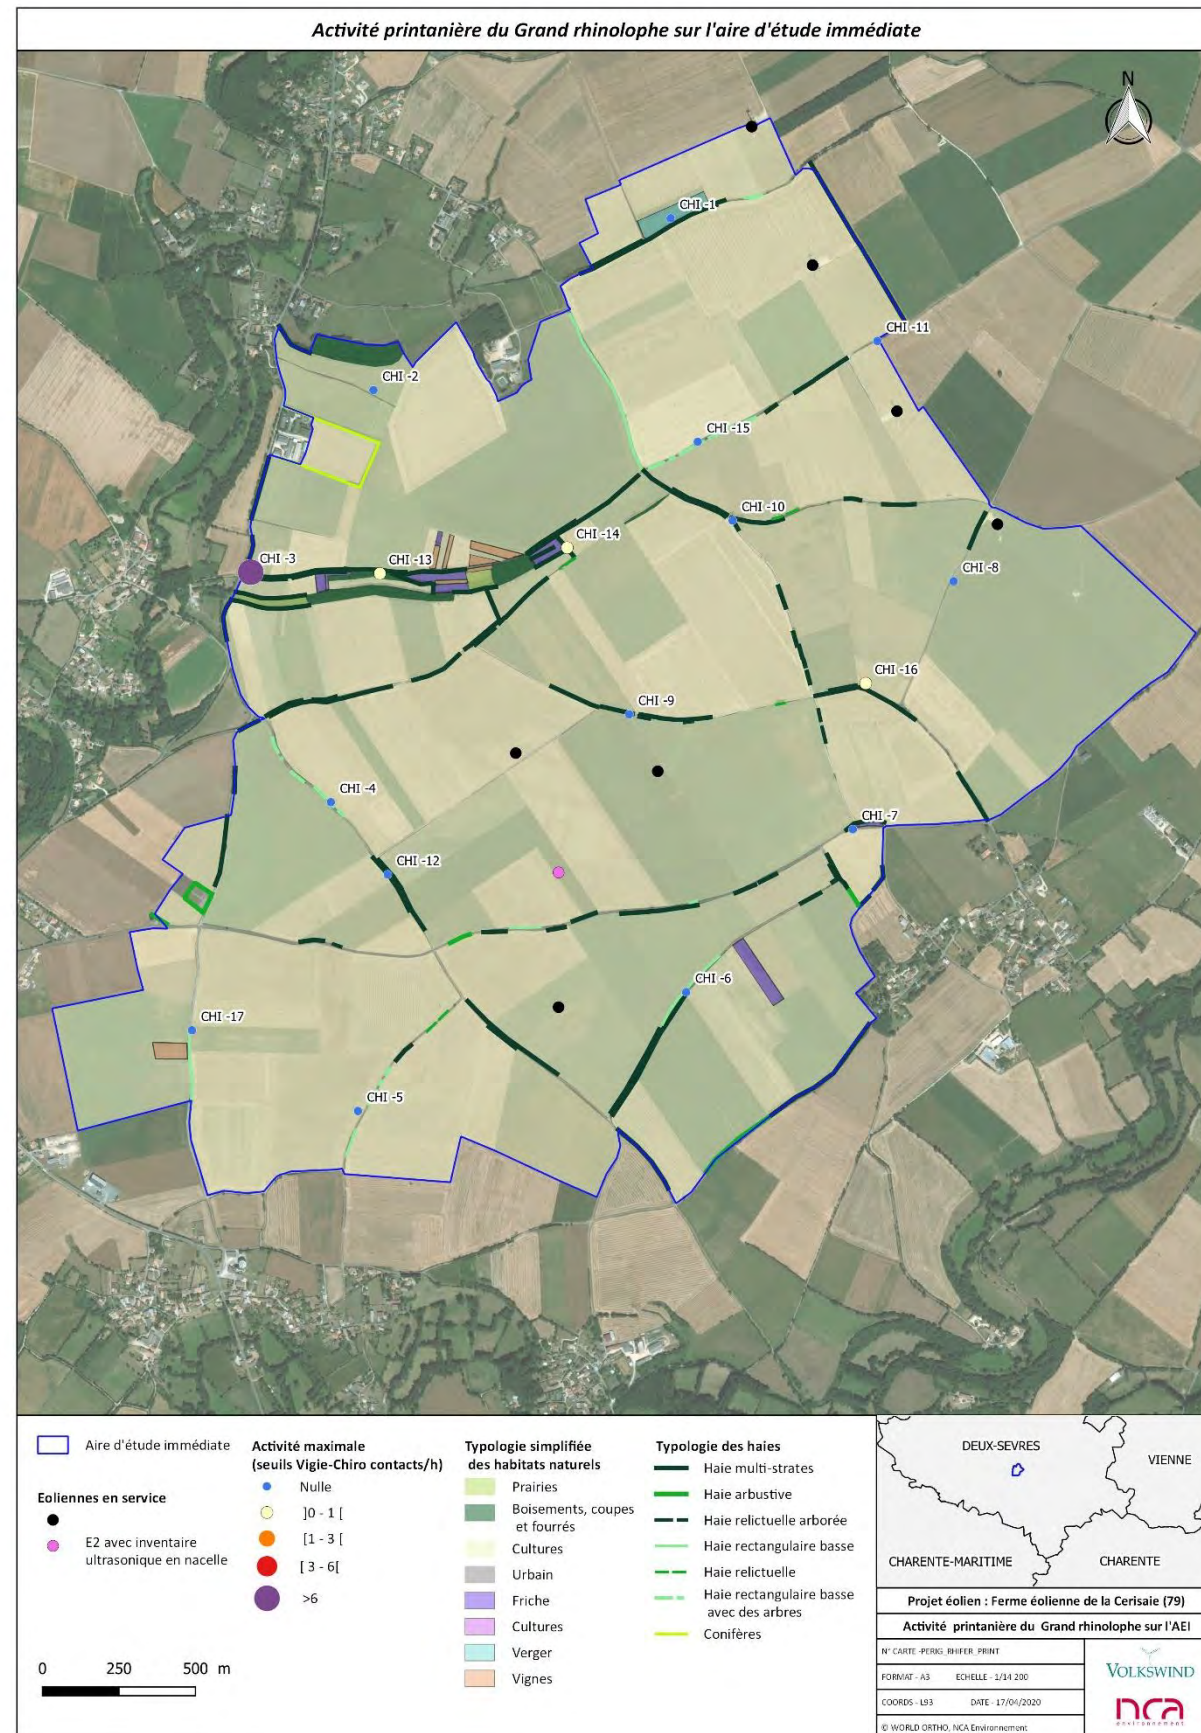 Activité printanière du Grand rhinolophe sur l'aire d'étude immédiate
N
CHI -1
CHI -11
CHI -2
CHI -15
CHI -10
CHI -14
CHI -3
CHI -13
CHI -8
CHI -16
CHI -9
CHI -4
CHI -7
CHI -12
CHI -6
CHI -17
CHI -5
Aire d'étude immédiate
Eoliennes en service
E2 avec inventaire
ultrasonique en nacelle
0 250 500 m
Activité maximale
(seuils Vigie-Chiro contacts/h)
Nulle
]0 - 1 [
[1 - 3 [
[ 3 - 6[
>6
Typologie simplifiée
des habitats naturels
Prairies
Boisements, coupes
et fourrés
Cultures
Urbain
Friche
Cultures
Verger
Vignes
Typologie des haies
Haie multi-strates
Haie arbustive
Haie relictuelle arborée
Haie rectangulaire basse
Haie relictuelle
Haie rectangulaire basse
avec des arbres
Conifères
DEUX-SEVRES
VIENNE
CHARENTE-MARITIME
CHARENTE
Projet éolien : Ferme éolienne de la Cerisaie (79)
Activité printanière du Grand rhinolophe sur l'AEI
N° CARTE -PERIG_RHIFER_PRINT
FORMAT - A3 ECHELLE - 1/14 200
COORDS - L93 DATE - 17/04/2020
© WORLD ORTHO, NCA Environnement
VOLKSWIND
nca
environnement